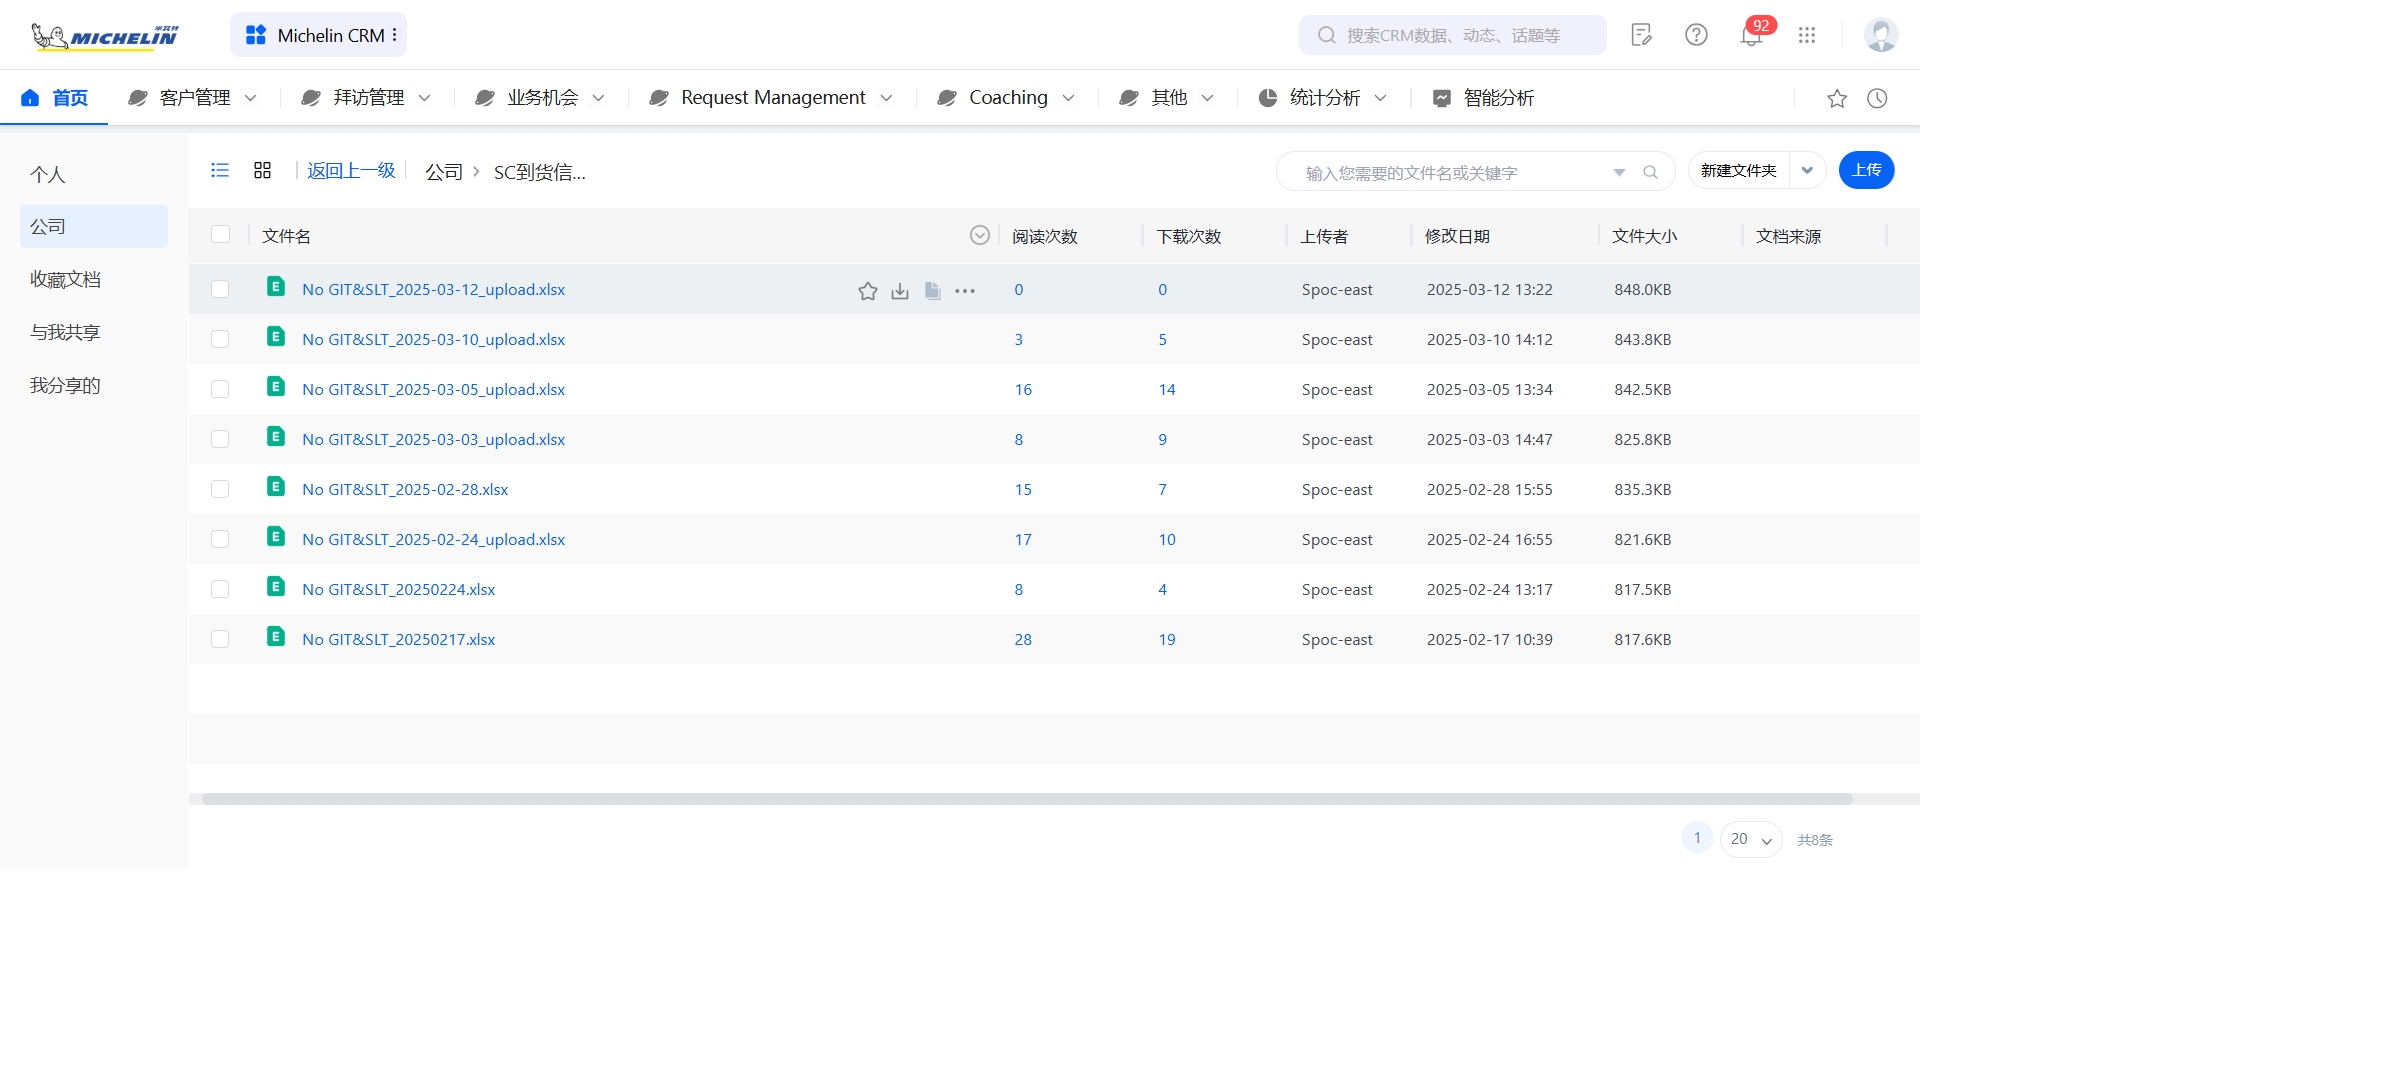 米其林
MICHELIN
Michelin CRM
搜索CRM数据、动态、话题等
92
首页
客户管理
拜访管理
业务机会
Request Management
Coaching
其他
统计分析
智能分析
个人
公司
收藏文档
与我共享
我分享的
返回上一级
公司 › SC到货信...
输入您需要的文件名或关键字
新建文件夹
上传
文件名 阅读次数 下载次数 上传者 修改日期 文件大小 文档来源
No GIT&SLT_2025-03-12_upload.xlsx 0 0 Spoc-east 2025-03-12 13:22 848.0KB
No GIT&SLT_2025-03-10_upload.xlsx 3 5 Spoc-east 2025-03-10 14:12 843.8KB
No GIT&SLT_2025-03-05_upload.xlsx 16 14 Spoc-east 2025-03-05 13:34 842.5KB
No GIT&SLT_2025-03-03_upload.xlsx 8 9 Spoc-east 2025-03-03 14:47 825.8KB
No GIT&SLT_2025-02-28.xlsx 15 7 Spoc-east 2025-02-28 15:55 835.3KB
No GIT&SLT_2025-02-24_upload.xlsx 17 10 Spoc-east 2025-02-24 16:55 821.6KB
No GIT&SLT_20250224.xlsx 8 4 Spoc-east 2025-02-24 13:17 817.5KB
No GIT&SLT_20250217.xlsx 28 19 Spoc-east 2025-02-17 10:39 817.6KB
1 20 共8条